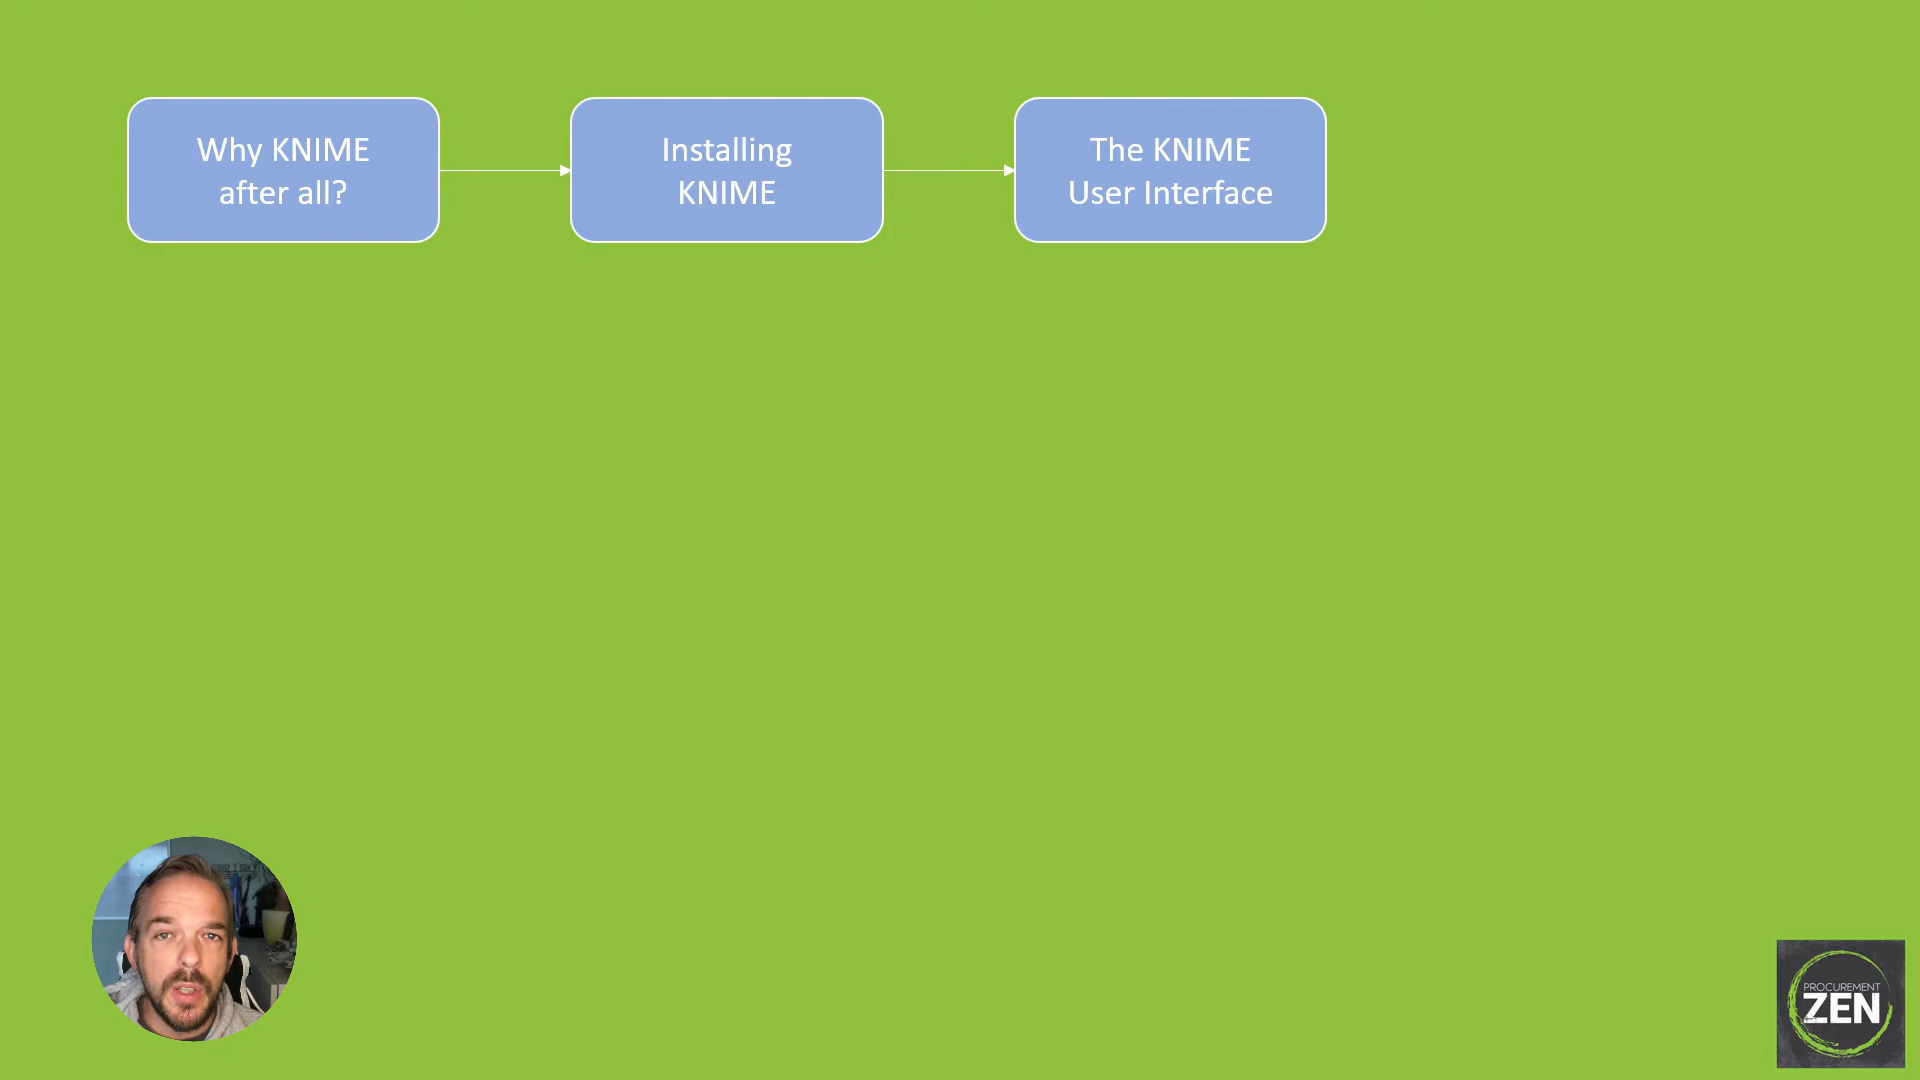 Why KNIME
after all?
Installing
KNIME
The KNIME
User Interface
PROCUREMENT
ZEN